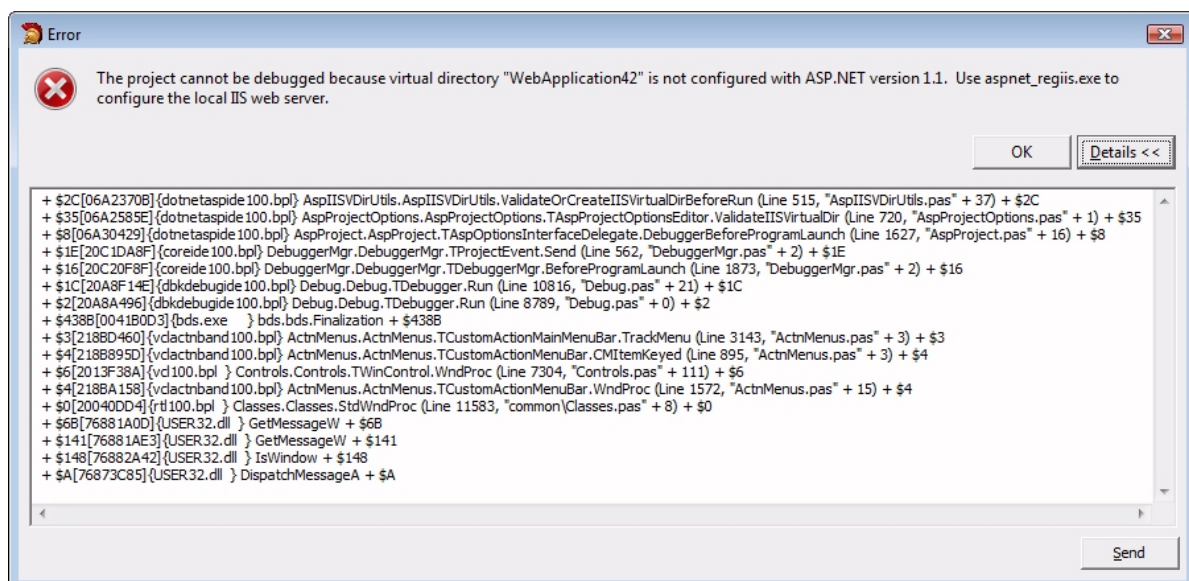 Error
The project cannot be debugged because virtual directory "WebApplication42" is not configured with ASP.NET version 1.1.  Use aspnet_regiis.exe to
configure the local IIS web server.
OK
Details <<
+ $2C[06A2370B]{dotnetaspide100.bpl} AspIISVDirUtils.AspIISVDirUtils.ValidateOrCreateIISVirtualDirBeforeRun (Line 515, "AspIISVDirUtils.pas" + 37) + $2C
+ $35[06A2585E]{dotnetaspide100.bpl} AspProjectOptions.AspProjectOptions.TAspProjectOptionsEditor.ValidateIISVirtualDir (Line 720, "AspProjectOptions.pas" + 1) + $35
+ $8[06A30429]{dotnetaspide100.bpl} AspProject.AspProject.TAspOptionsInterfaceDelegate.DebuggerBeforeProgramLaunch (Line 1627, "AspProject.pas" + 16) + $8
+ $1E[20C1DA8F]{coreide100.bpl} DebuggerMgr.DebuggerMgr.TProjectEvent.Send (Line 562, "DebuggerMgr.pas" + 2) + $1E
+ $16[20C20F8F]{coreide100.bpl} DebuggerMgr.DebuggerMgr.TDebuggerMgr.BeforeProgramLaunch (Line 1873, "DebuggerMgr.pas" + 2) + $16
+ $1C[20A8F14E]{dbkdebugide100.bpl} Debug.Debug.TDebugger.Run (Line 10816, "Debug.pas" + 21) + $1C
+ $2[20A8A496]{dbkdebugide100.bpl} Debug.Debug.TDebugger.Run (Line 8789, "Debug.pas" + 0) + $2
+ $438B[0041B0D3]{bds.exe     } bds.bds.Finalization + $438B
+ $3[218BD460]{vclactnband100.bpl} ActnMenus.ActnMenus.TCustomActionMainMenuBar.TrackMenu (Line 3143, "ActnMenus.pas" + 3) + $3
+ $4[218B895D]{vclactnband100.bpl} ActnMenus.ActnMenus.TCustomActionMenuBar.CMItemKeyed (Line 895, "ActnMenus.pas" + 3) + $4
+ $6[2013F38A]{vcl100.bpl  } Controls.Controls.TWinControl.WndProc (Line 7304, "Controls.pas" + 111) + $6
+ $4[218BA158]{vclactnband100.bpl} ActnMenus.ActnMenus.TCustomActionMenuBar.WndProc (Line 1572, "ActnMenus.pas" + 15) + $4
+ $0[20040DD4]{rtl100.bpl  } Classes.Classes.StdWndProc (Line 11583, "common\Classes.pas" + 8) + $0
+ $6B[76881A0D]{USER32.dll  } GetMessageW + $6B
+ $141[76881AE3]{USER32.dll  } GetMessageW + $141
+ $148[76882A42]{USER32.dll  } IsWindow + $148
+ $A[76873C85]{USER32.dll  } DispatchMessageA + $A
Send